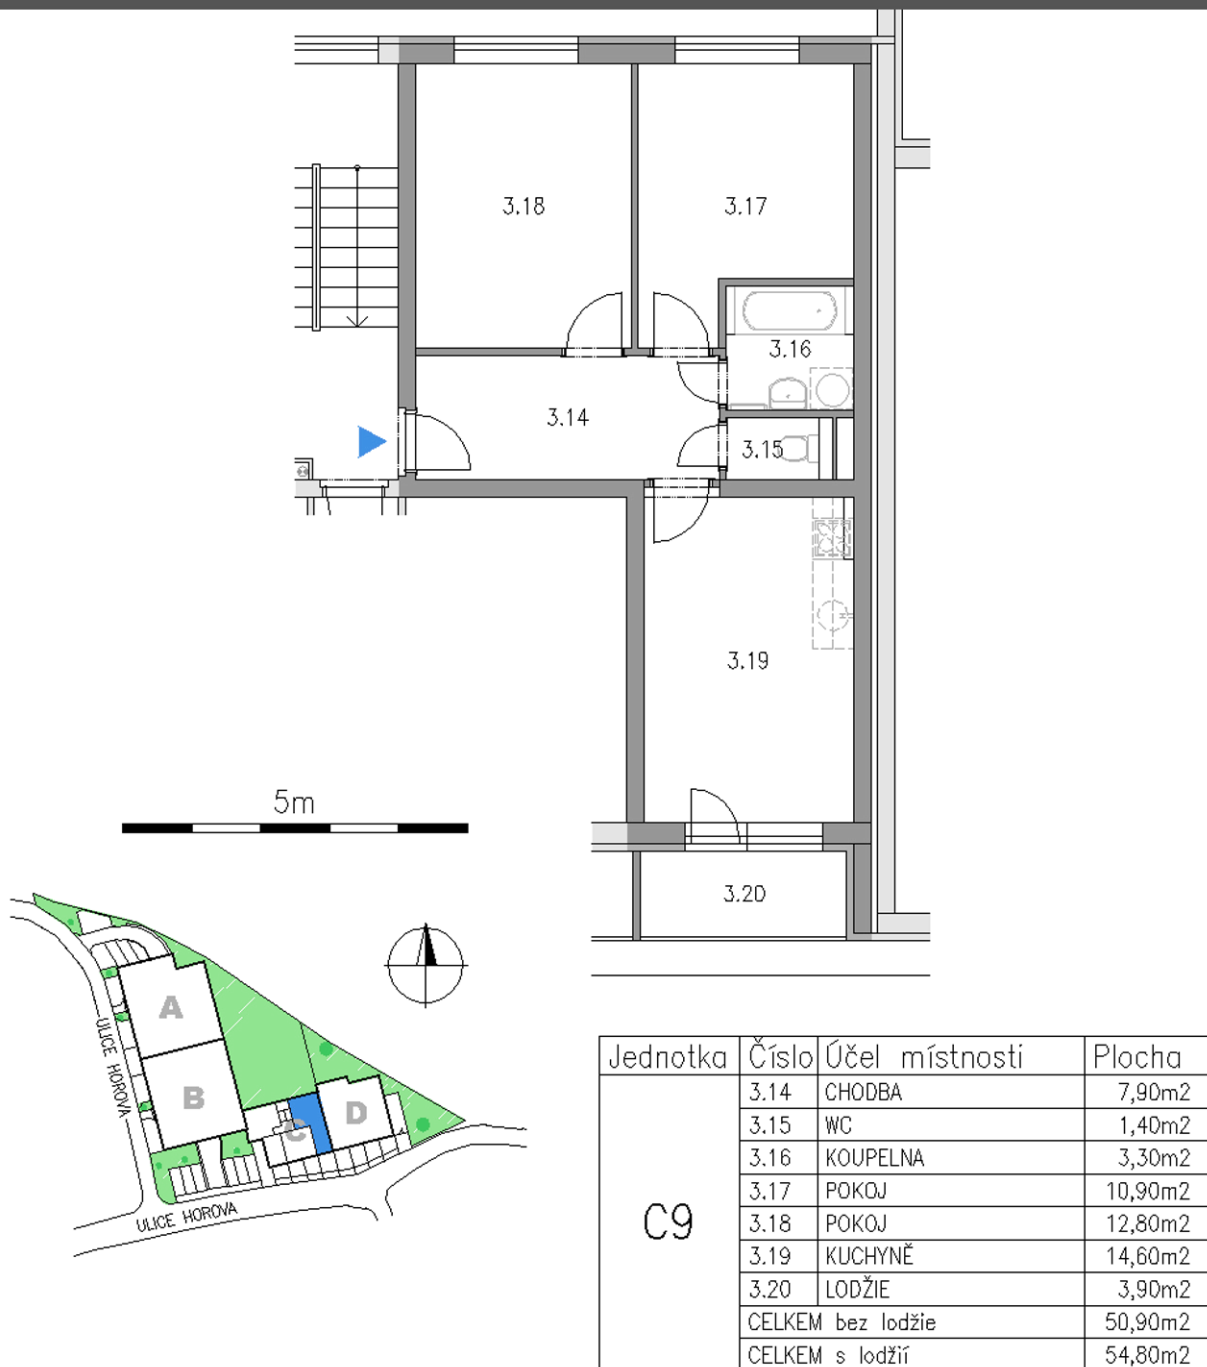 3.18
3.17
3.16
3.14
3.15
3.19
5m
3.20
A
ULICE HOROVA
B
C
D
ULICE HOROVA
Jednotka Číslo Účel místnosti Plocha
C9
3.14 CHODBA 7,90m2
3.15 WC 1,40m2
3.16 KOUPELNA 3,30m2
3.17 POKOJ 10,90m2
3.18 POKOJ 12,80m2
3.19 KUCHYNĚ 14,60m2
3.20 LODŽIE 3,90m2
CELKEM bez lodžie 50,90m2
CELKEM s lodžií 54,80m2